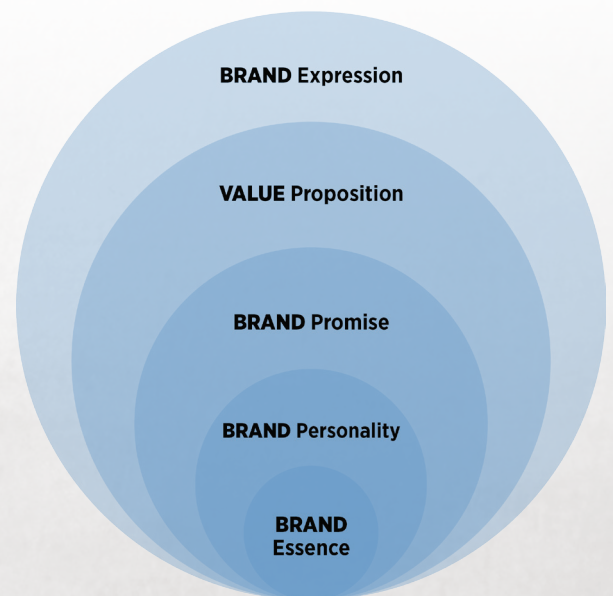 BRAND Expression
VALUE Proposition
BRAND Promise
BRAND Personality
BRAND
Essence